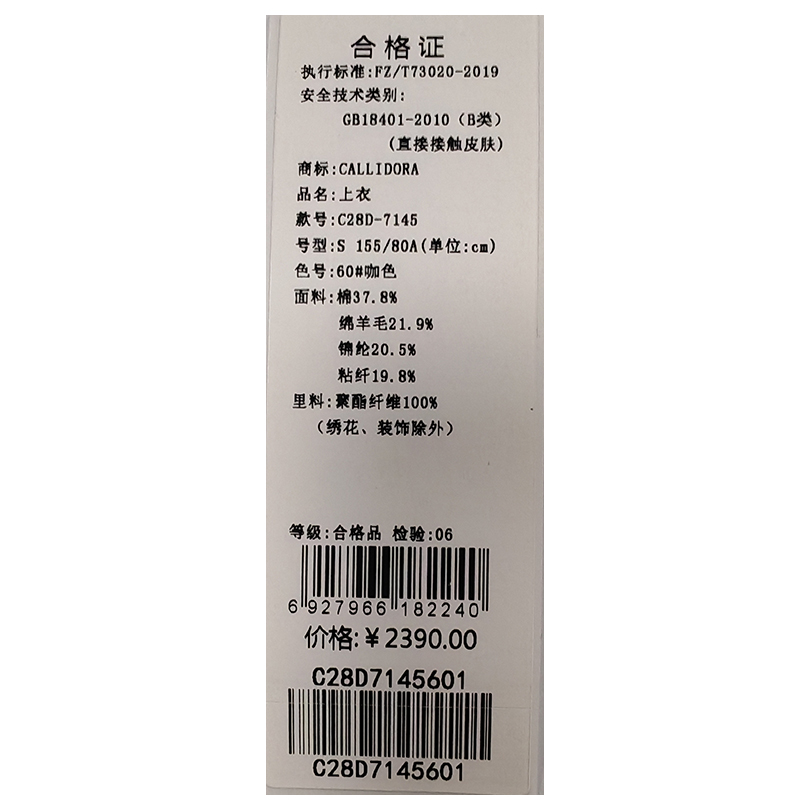 合格证
执行标准:FZ/T73020-2019
安全技术类别:
GB18401-2010（B类）
(直接接触皮肤)
商标:CALLIDORA
品名:上衣
款号:C28D-7145
号型:S 155/80A(单位:cm)
色号:60#咖色
面料:棉37.8%
绵羊毛21.9%
锦纶20.5%
粘纤19.8%
里料:聚酯纤维100%
（绣花、装饰除外）
等级:合格品 检验:06
6 927966 182240
价格:¥2390.00
C28D7145601
C28D7145601